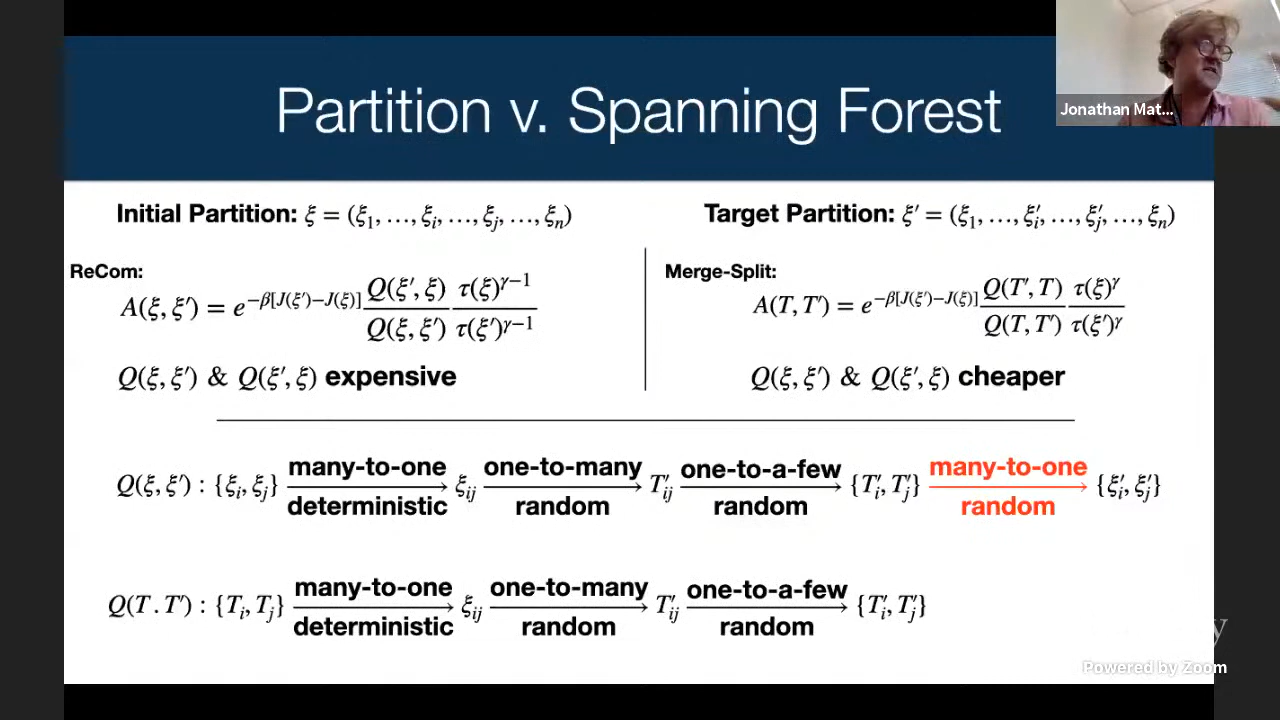 Partition v. Spanning Forest
Jonathan Mat...
Initial Partition: ξ = (ξ₁, …, ξᵢ, …, ξⱼ, …, ξₙ)
Target Partition: ξ′ = (ξ₁, …, ξ′ᵢ, …, ξ′ⱼ, …, ξₙ)
ReCom:
A(ξ, ξ′) = e^{−β[J(ξ′)−J(ξ)]} Q(ξ′, ξ)/Q(ξ, ξ′) τ(ξ)^{γ−1}/τ(ξ′)^{γ−1}
Q(ξ, ξ′) & Q(ξ′, ξ) expensive
Merge-Split:
A(T, T′) = e^{−β[J(ξ′)−J(ξ)]} Q(T′, T)/Q(T, T′) τ(ξ)^γ/τ(ξ′)^γ
Q(ξ, ξ′) & Q(ξ′, ξ) cheaper
many-to-one one-to-many one-to-a-few many-to-one
Q(ξ, ξ′) : {ξᵢ, ξⱼ} → ξᵢⱼ → T′ᵢⱼ → {T′ᵢ, T′ⱼ} → {ξ′ᵢ, ξ′ⱼ}
deterministic random random random
many-to-one one-to-many one-to-a-few
Q(T . T′) : {Tᵢ, Tⱼ} → ξᵢⱼ → T′ᵢⱼ → {T′ᵢ, T′ⱼ}
deterministic random random
Powered by Zoom